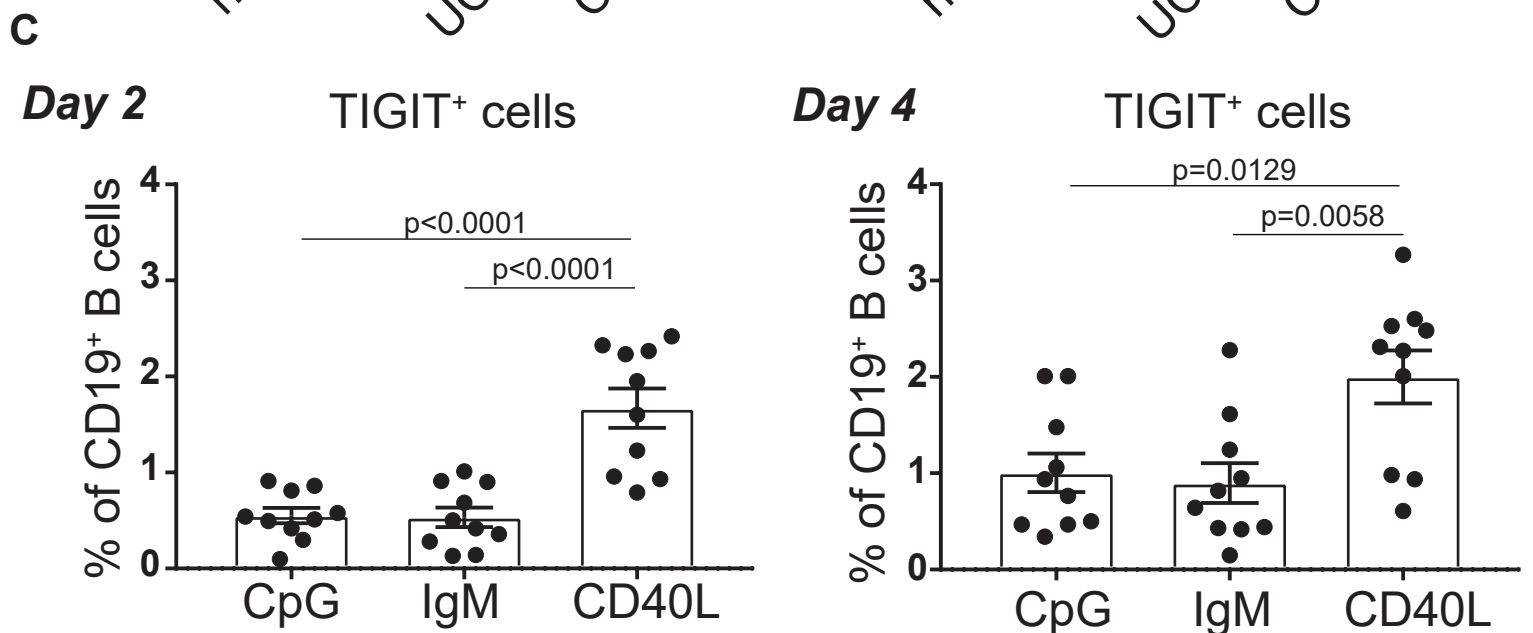 C
Day 2
TIGIT⁺ cells
% of CD19⁺ B cells
4
3
2
1
0
p<0.0001
p<0.0001
CpG
IgM
CD40L
Day 4
TIGIT⁺ cells
% of CD19⁺ B cells
4
3
2
1
0
p=0.0129
p=0.0058
CpG
IgM
CD40L